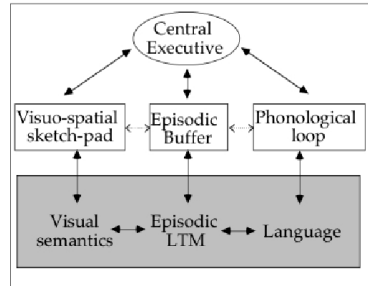 Central
Executive
Visuo-spatial
sketch-pad
Episodic
Buffer
Phonological
loop
Visual
semantics
Episodic
LTM
Language